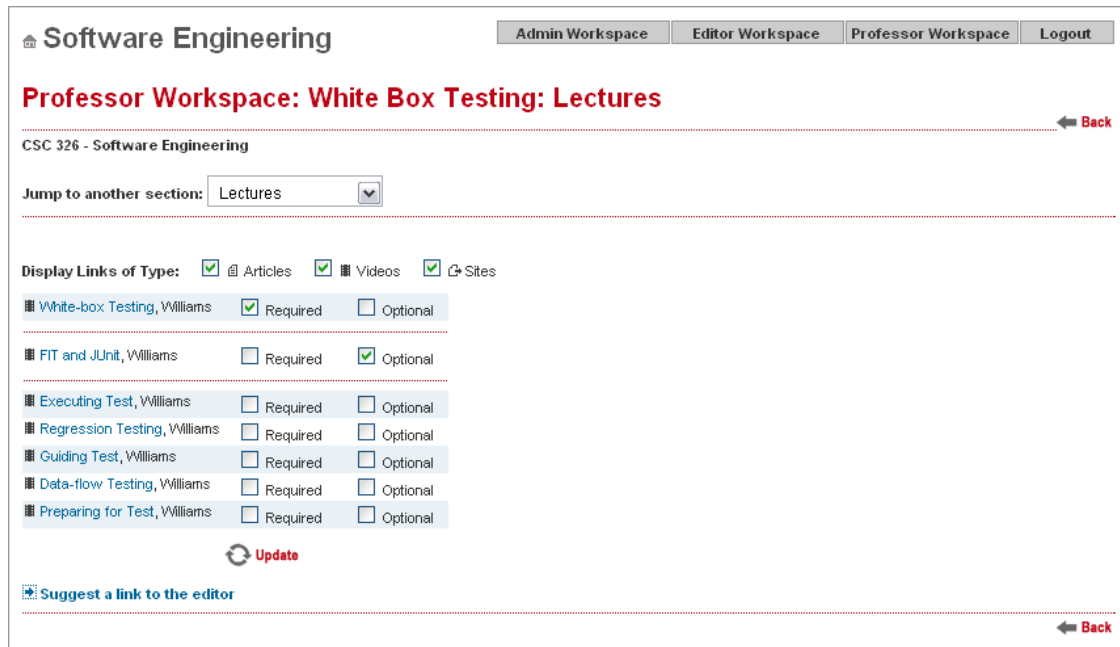 Software Engineering
Admin Workspace Editor Workspace Professor Workspace Logout
Professor Workspace: White Box Testing: Lectures
Back
CSC 326 - Software Engineering
Jump to another section: Lectures
Display Links of Type: Articles Videos Sites
White-box Testing, Williams Required Optional
FIT and JUnit, Williams Required Optional
Executing Test, Williams Required Optional
Regression Testing, Williams Required Optional
Guiding Test, Williams Required Optional
Data-flow Testing, Williams Required Optional
Preparing for Test, Williams Required Optional
Update
Suggest a link to the editor
Back